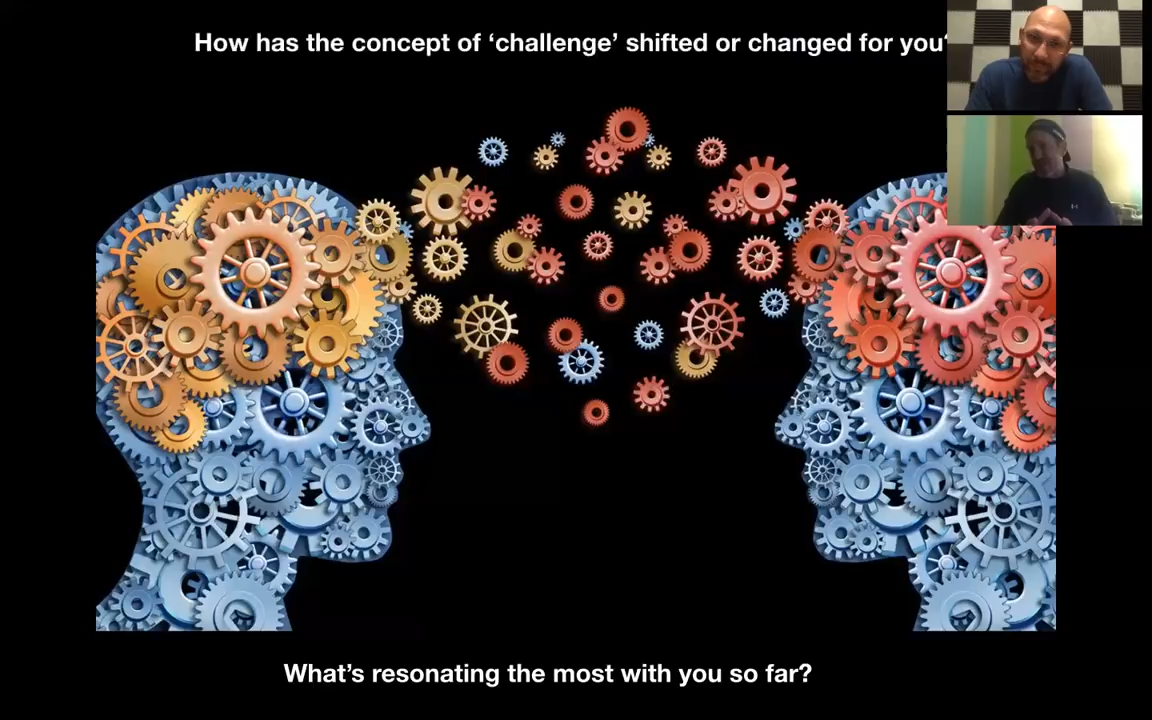 How has the concept of ‘challenge’ shifted or changed for you?
What’s resonating the most with you so far?